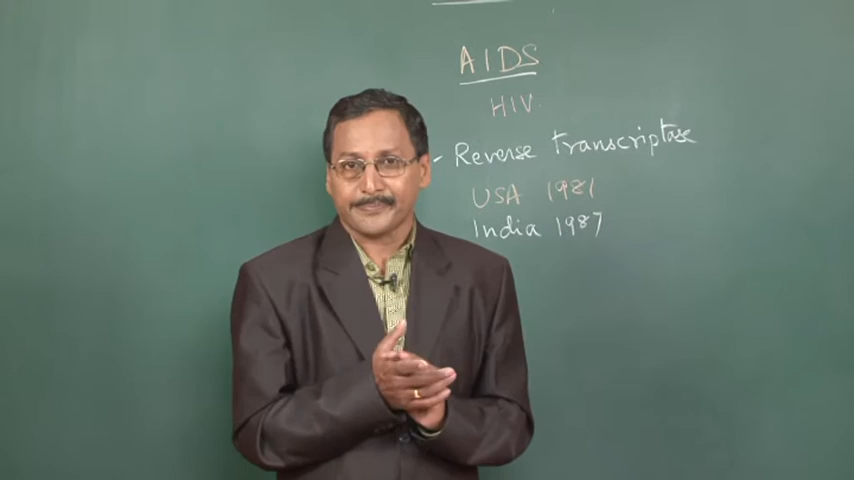 AIDS
HIV
- Reverse transcriptase
USA 1981
India 1987